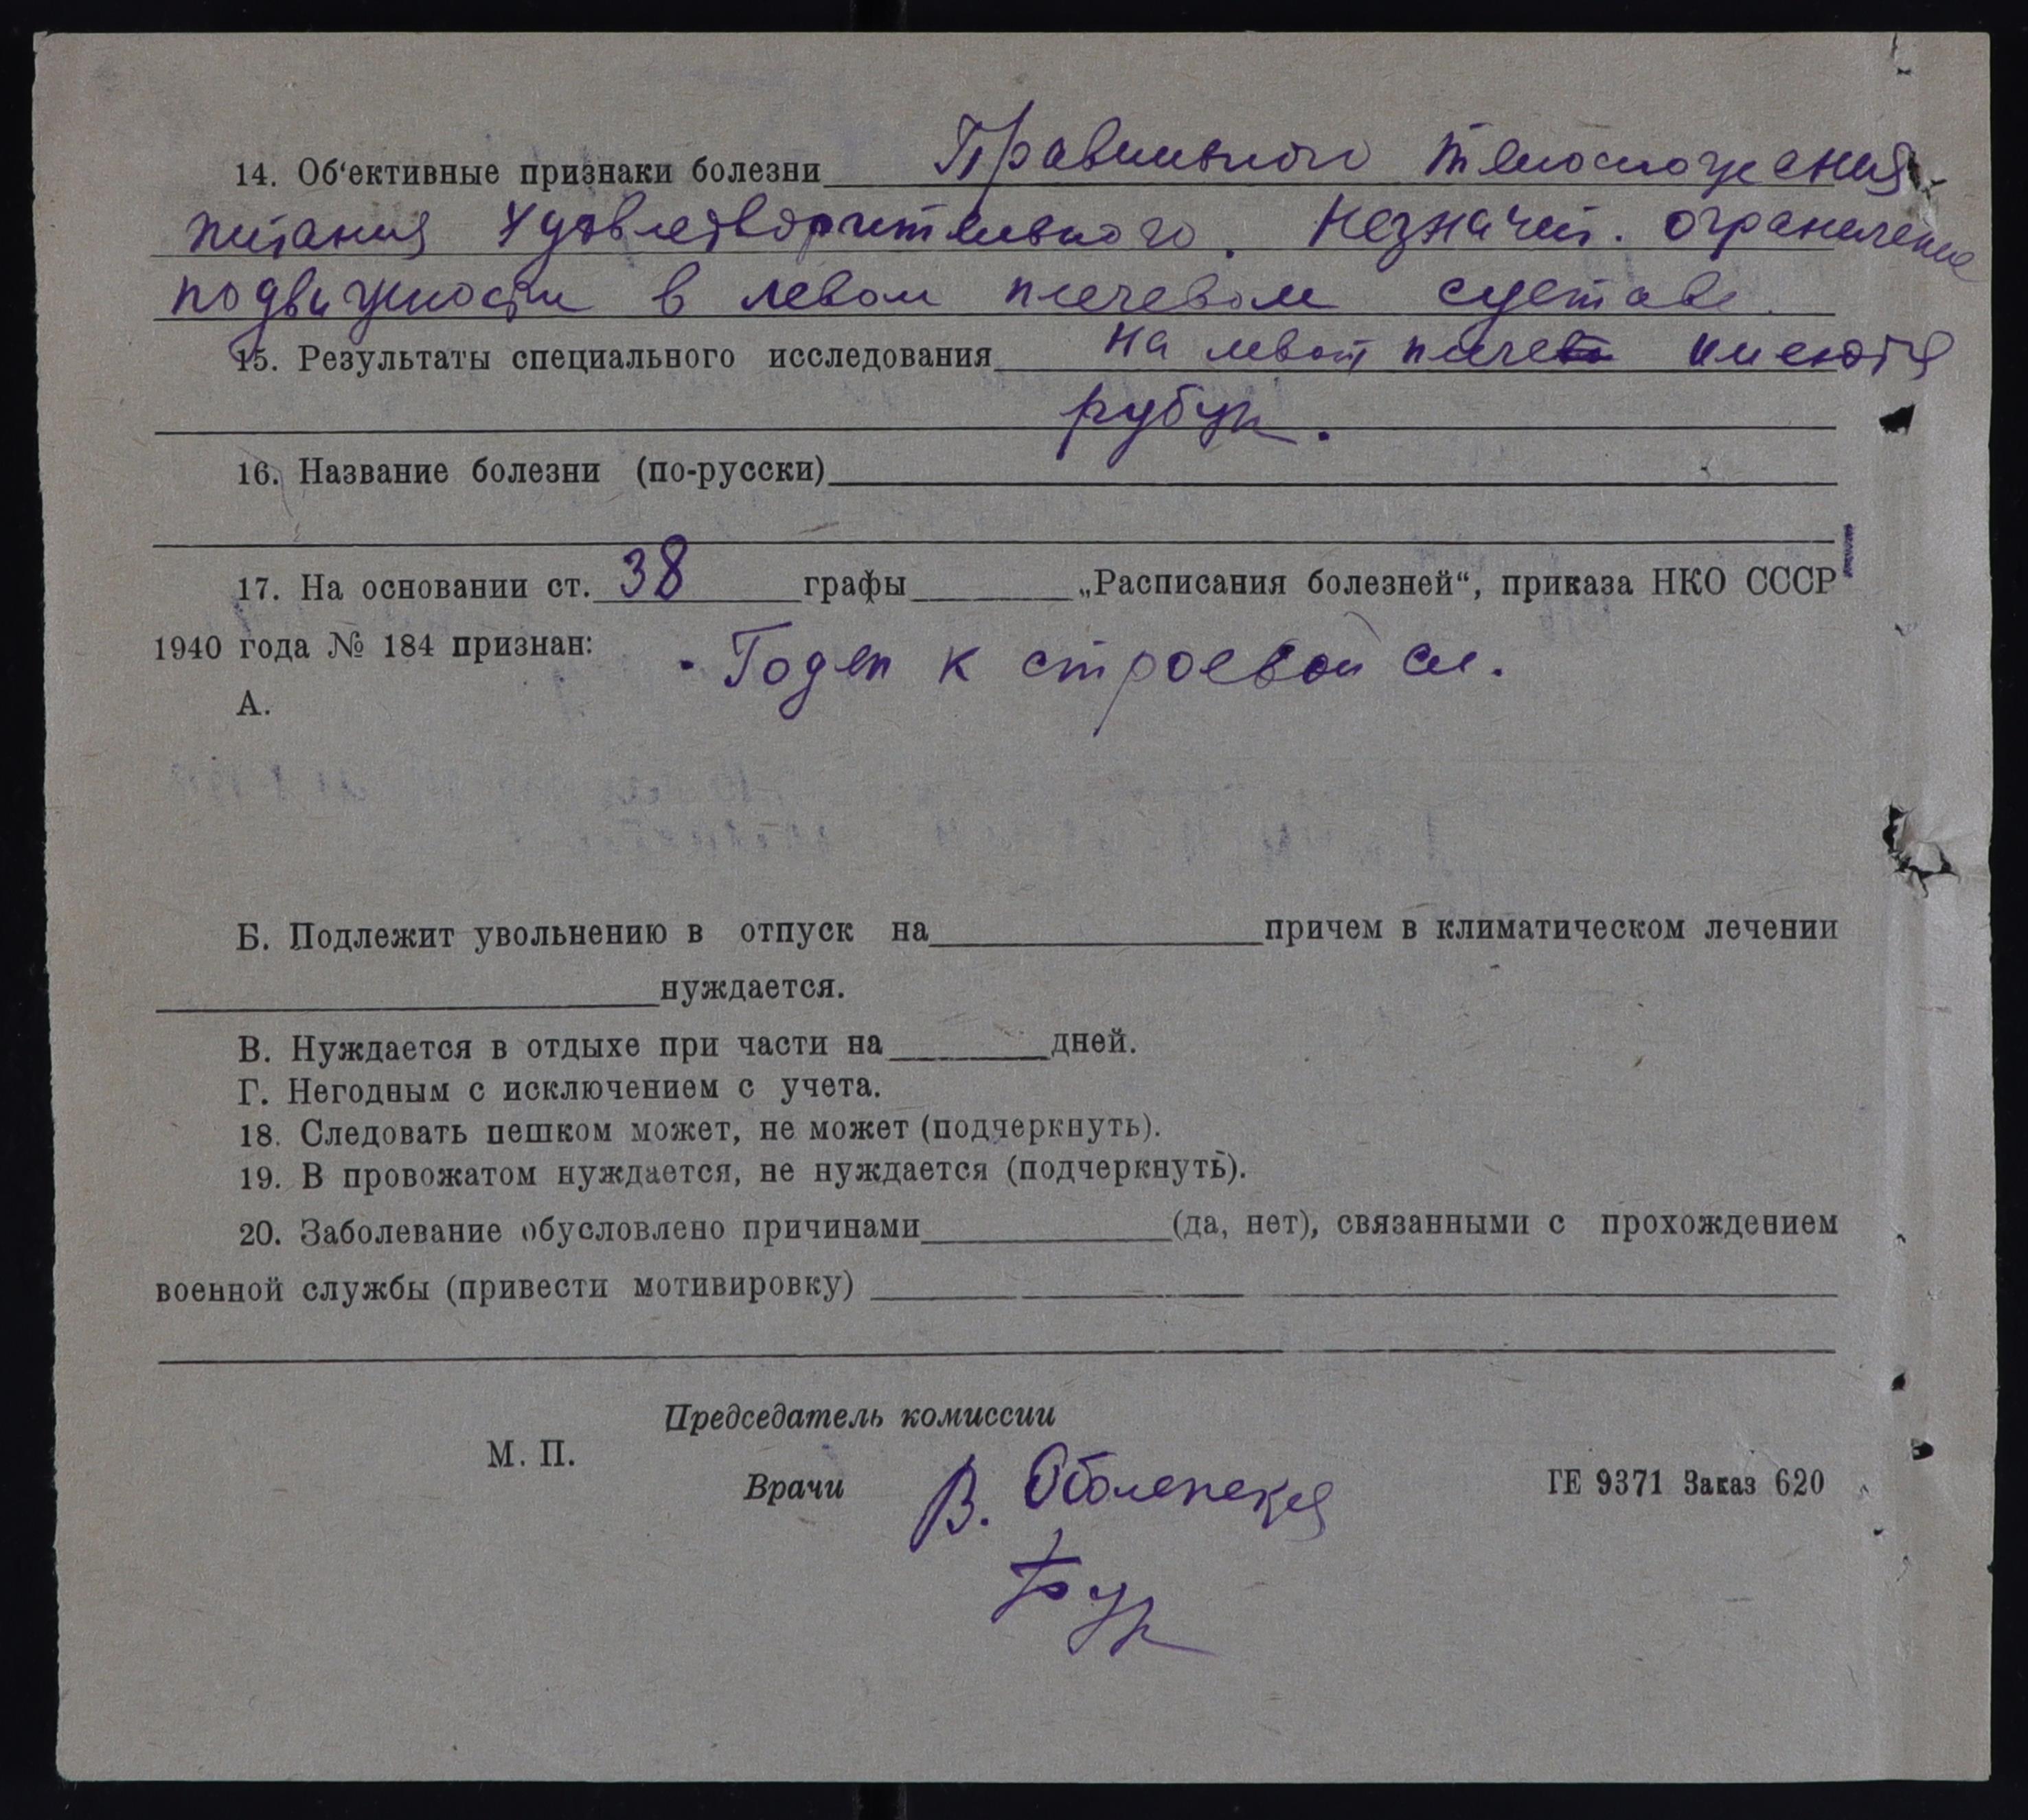 14. Об‘ективные признаки болезни Правильного телосложения
питания удовлетворительного. Незначит. ограничение
подвижности в левом плечевом суставе.
15. Результаты специального исследования На левом плече имеются
рубцы.
16. Название болезни (по-русски)
17. На основании ст. 38 графы „Расписания болезней“, приказа НКО СССР
1940 года № 184 признан: Годен к строевой сл.
А.
Б. Подлежит увольнению в отпуск на причем в климатическом лечении
нуждается.
В. Нуждается в отдыхе при части на дней.
Г. Негодным с исключением с учета.
18. Следовать пешком может, не может (подчеркнуть).
19. В провожатом нуждается, не нуждается (подчеркнуть).
20. Заболевание обусловлено причинами (да, нет), связанными с прохождением
военной службы (привести мотивировку)
Председатель комиссии
М. П.
Врачи В. Оболенская ГЕ 9371 Заказ 620